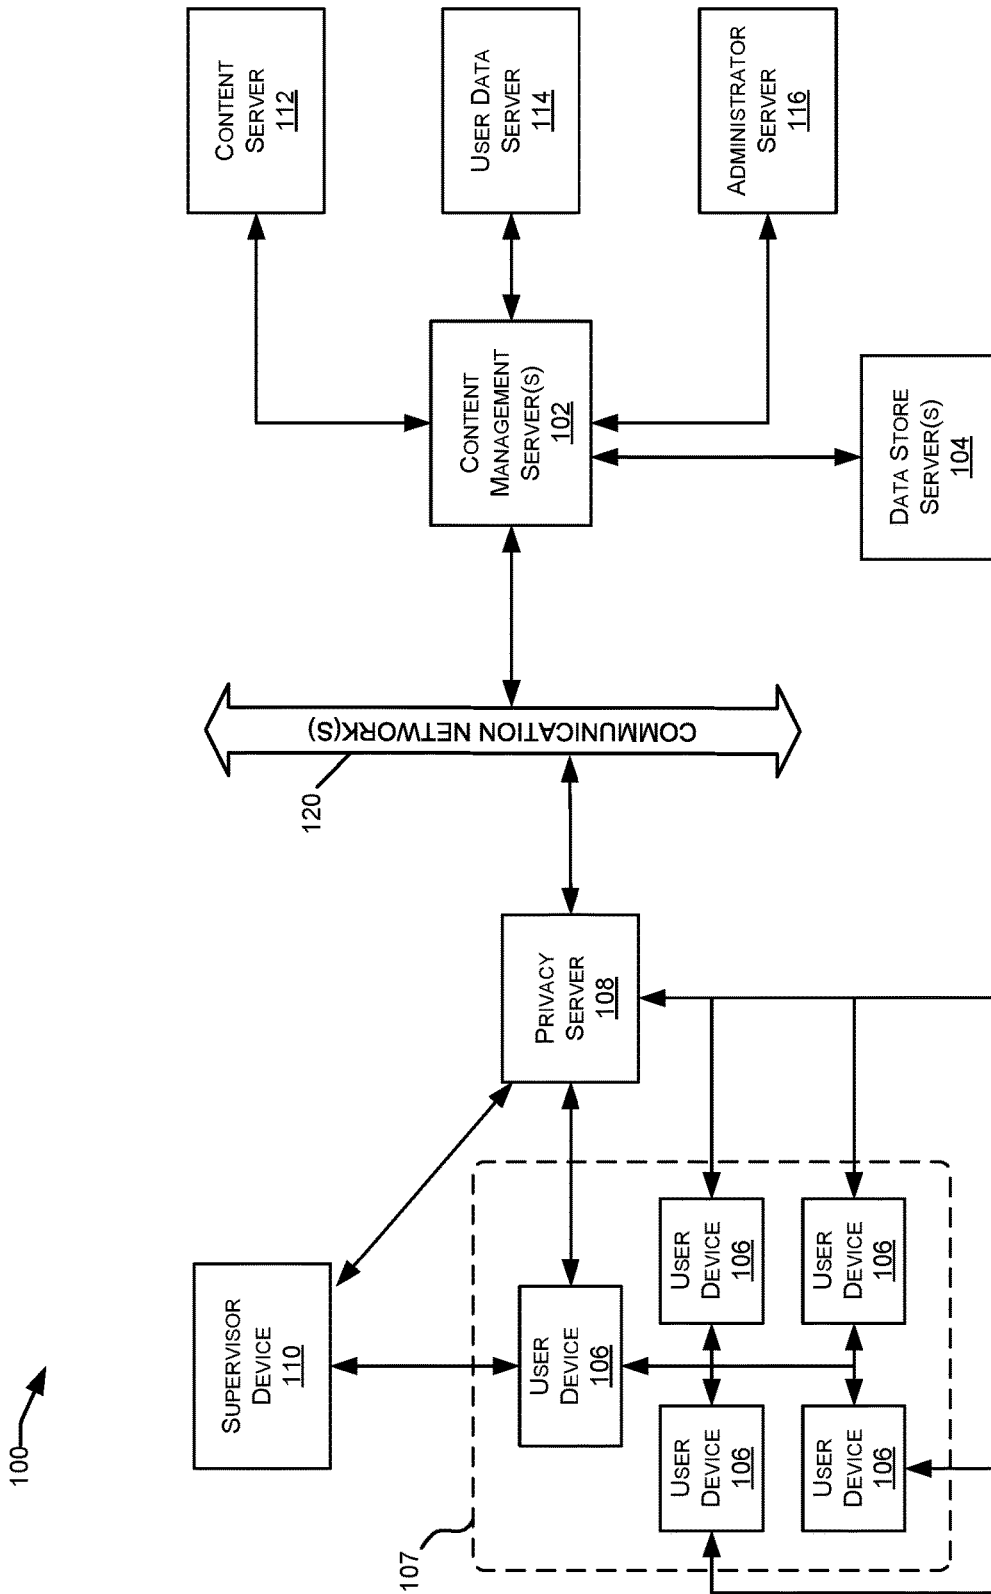 100
SUPERVISOR
DEVICE
110
107
USER
DEVICE
106
USER
DEVICE
106
USER
DEVICE
106
USER
DEVICE
106
USER
DEVICE
106
PRIVACY
SERVER
108
120
COMMUNICATION NETWORK(S)
CONTENT
MANAGEMENT
SERVER(S)
102
DATA STORE
SERVER(S)
104
CONTENT
SERVER
112
USER DATA
SERVER
114
ADMINISTRATOR
SERVER
116